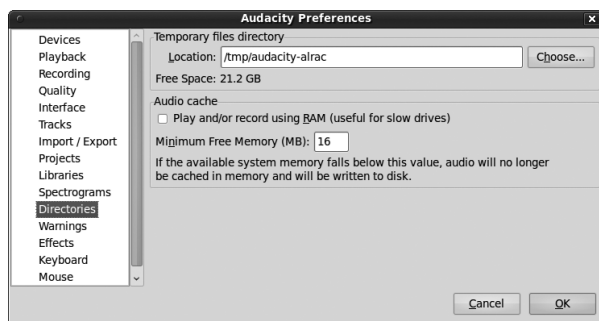 Audacity Preferences
Devices
Playback
Recording
Quality
Interface
Tracks
Import / Export
Projects
Libraries
Spectrograms
Directories
Warnings
Effects
Keyboard
Mouse
Temporary files directory
Location: /tmp/audacity-alrac Choose...
Free Space: 21.2 GB
Audio cache
Play and/or record using RAM (useful for slow drives)
Minimum Free Memory (MB): 16
If the available system memory falls below this value, audio will no longer
be cached in memory and will be written to disk.
Cancel OK